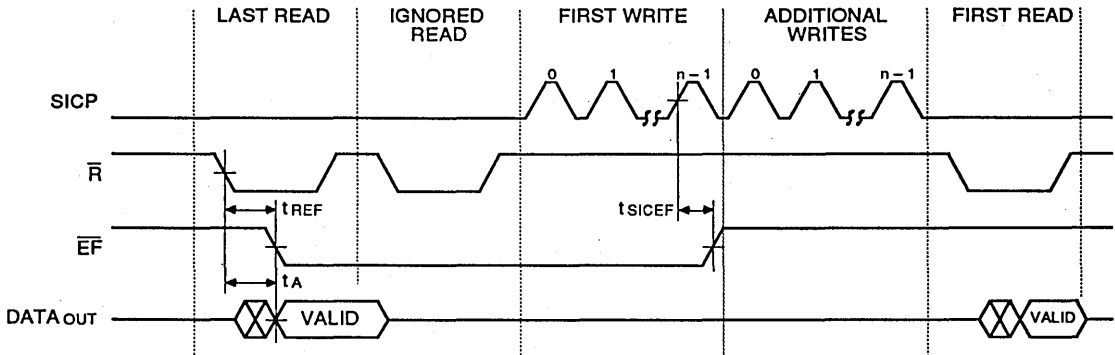 LAST READ
IGNORED READ
FIRST WRITE
ADDITIONAL WRITES
FIRST READ
0 1 n-1 0 1 n-1
SICP
R̅
tREF
tSICEF
E̅F̅
tA
DATA OUT
VALID
VALID